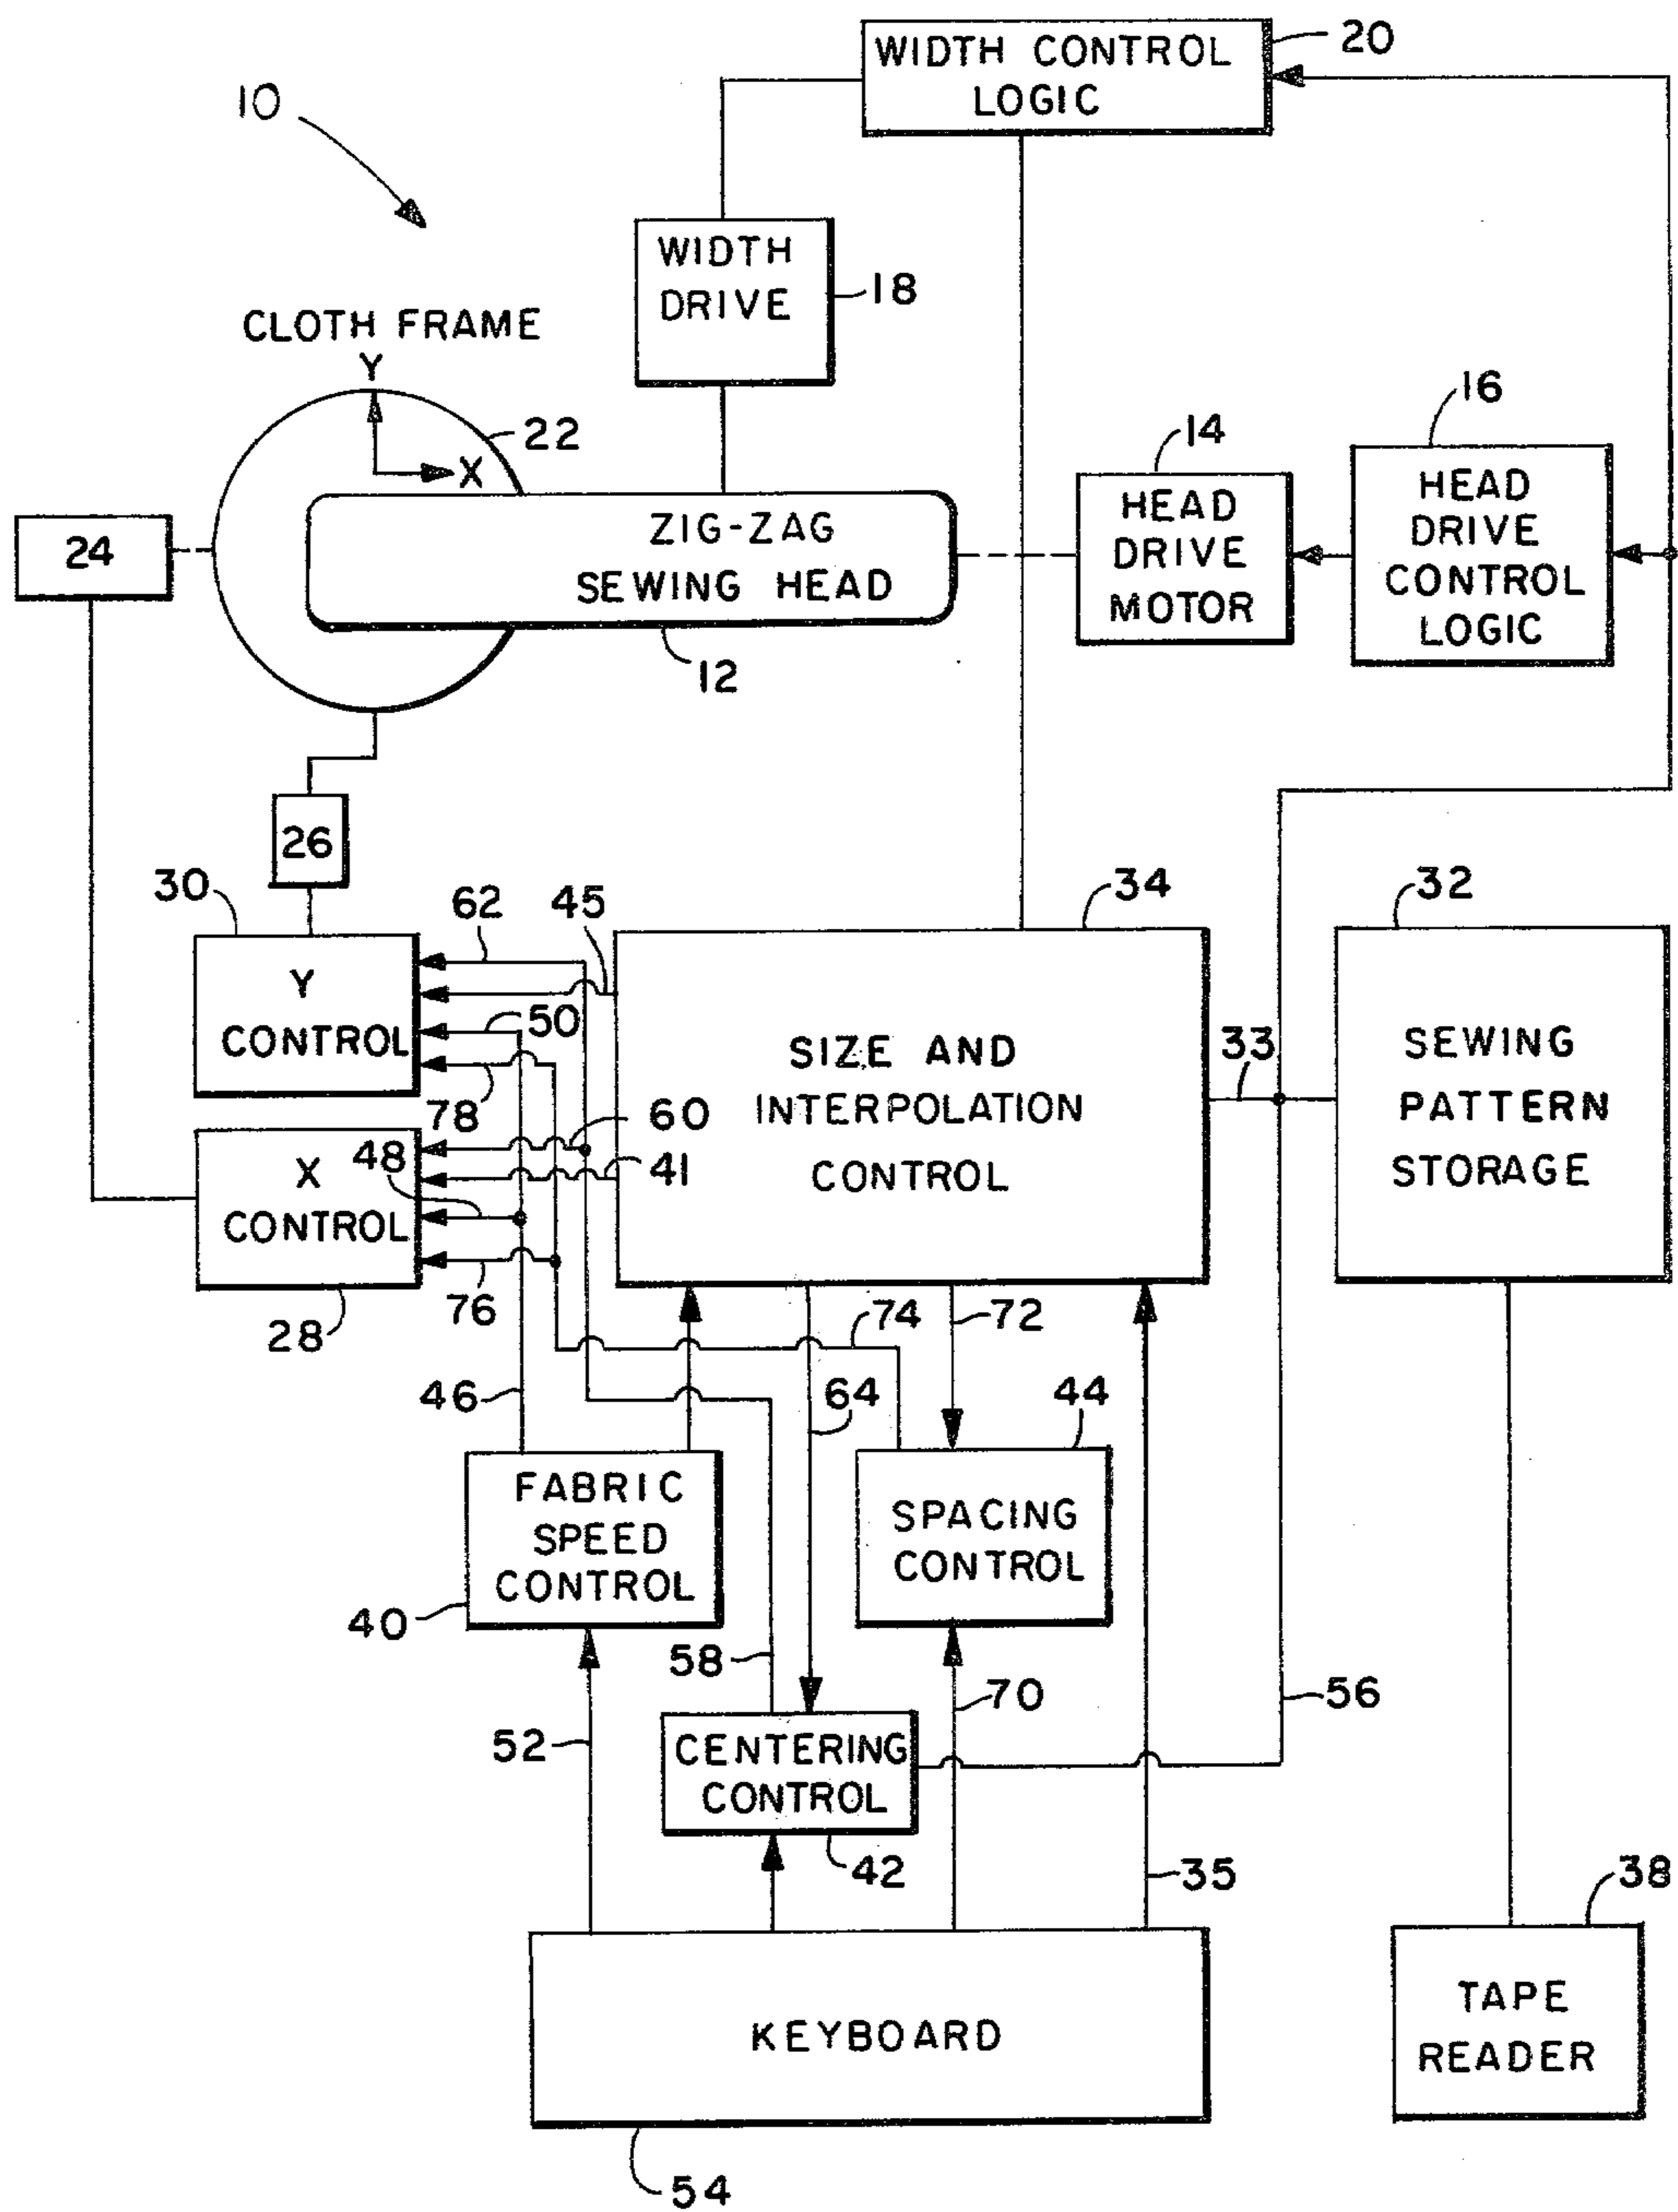 WIDTH CONTROL
LOGIC
20
10
WIDTH
DRIVE
18
CLOTH FRAME
Y
X
22
16
14
HEAD
DRIVE
MOTOR
HEAD
DRIVE
CONTROL
LOGIC
24
ZIG-ZAG
SEWING HEAD
12
26
30
62
45
34
32
Y
CONTROL
50
78
SIZE AND
INTERPOLATION
CONTROL
33
SEWING
PATTERN
STORAGE
60
48
41
X
CONTROL
76
28
74
72
46
64
44
FABRIC
SPEED
CONTROL
40
SPACING
CONTROL
58
70
56
52
CENTERING
CONTROL
42
35
38
KEYBOARD
TAPE
READER
54